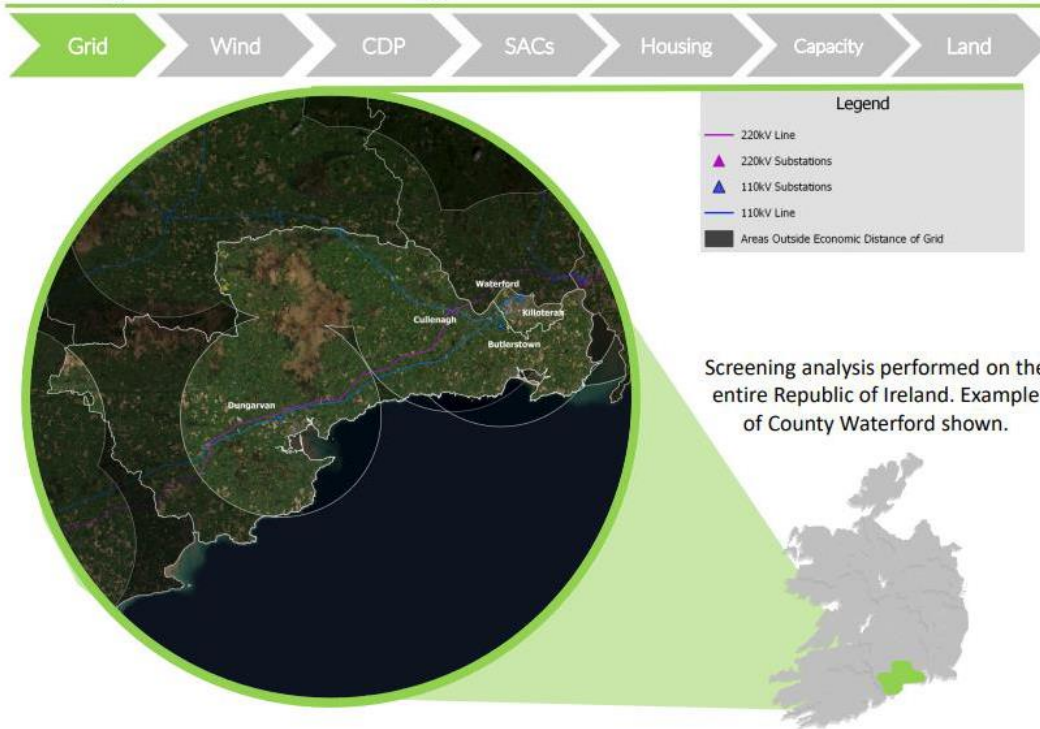 Grid
Wind
CDP
SACs
Housing
Capacity
Land
Legend
220kV Line
220kV Substations
110kV Substations
110kV Line
Areas Outside Economic Distance of Grid
Waterford
Killoteran
Cullenagh
Butlerstown
Dungarvan
Screening analysis performed on the
entire Republic of Ireland. Example
of County Waterford shown.